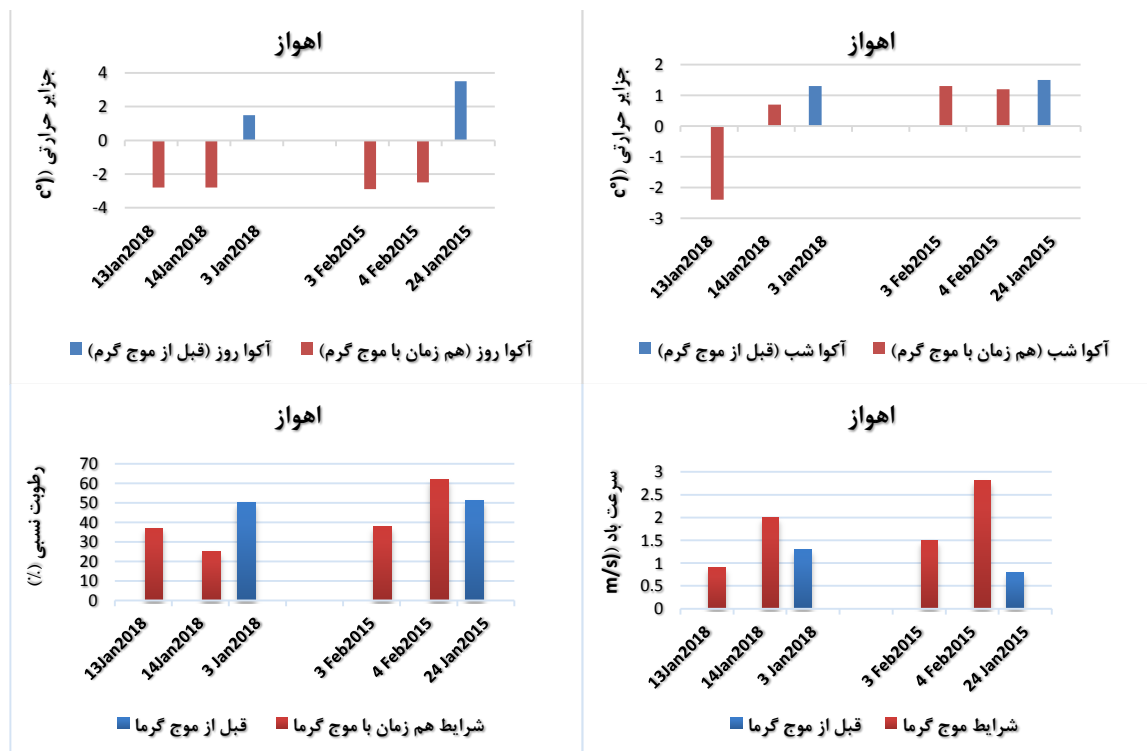 اهواز
جزایر حرارتی ((°c
4
2
0
-2
-4
13Jan2018
14Jan2018
3 Jan2018
3 Feb2015
4 Feb2015
24 Jan2015
آکوا روز (قبل از موج گرم)
آکوا روز (هم زمان با موج گرم)
اهواز
جزایر حرارتی ((°c
2
1
0
-1
-2
-3
13Jan2018
14Jan2018
3 Jan2018
3 Feb2015
4 Feb2015
24 Jan2015
آکوا شب (قبل از موج گرم)
آکوا شب (هم زمان با موج گرم)
اهواز
رطوبت نسبی (٪)
70
60
50
40
30
20
10
0
13Jan2018
14Jan2018
3 Jan2018
3 Feb2015
4 Feb2015
24 Jan2015
قبل از موج گرما
شرایط هم زمان با موج گرما
اهواز
سرعت باد ((m/s
3
2.5
2
1.5
1
0.5
0
13Jan2018
14Jan2018
3 Jan2018
3 Feb2015
4 Feb2015
24 Jan2015
قبل از موج گرما
شرایط موج گرما